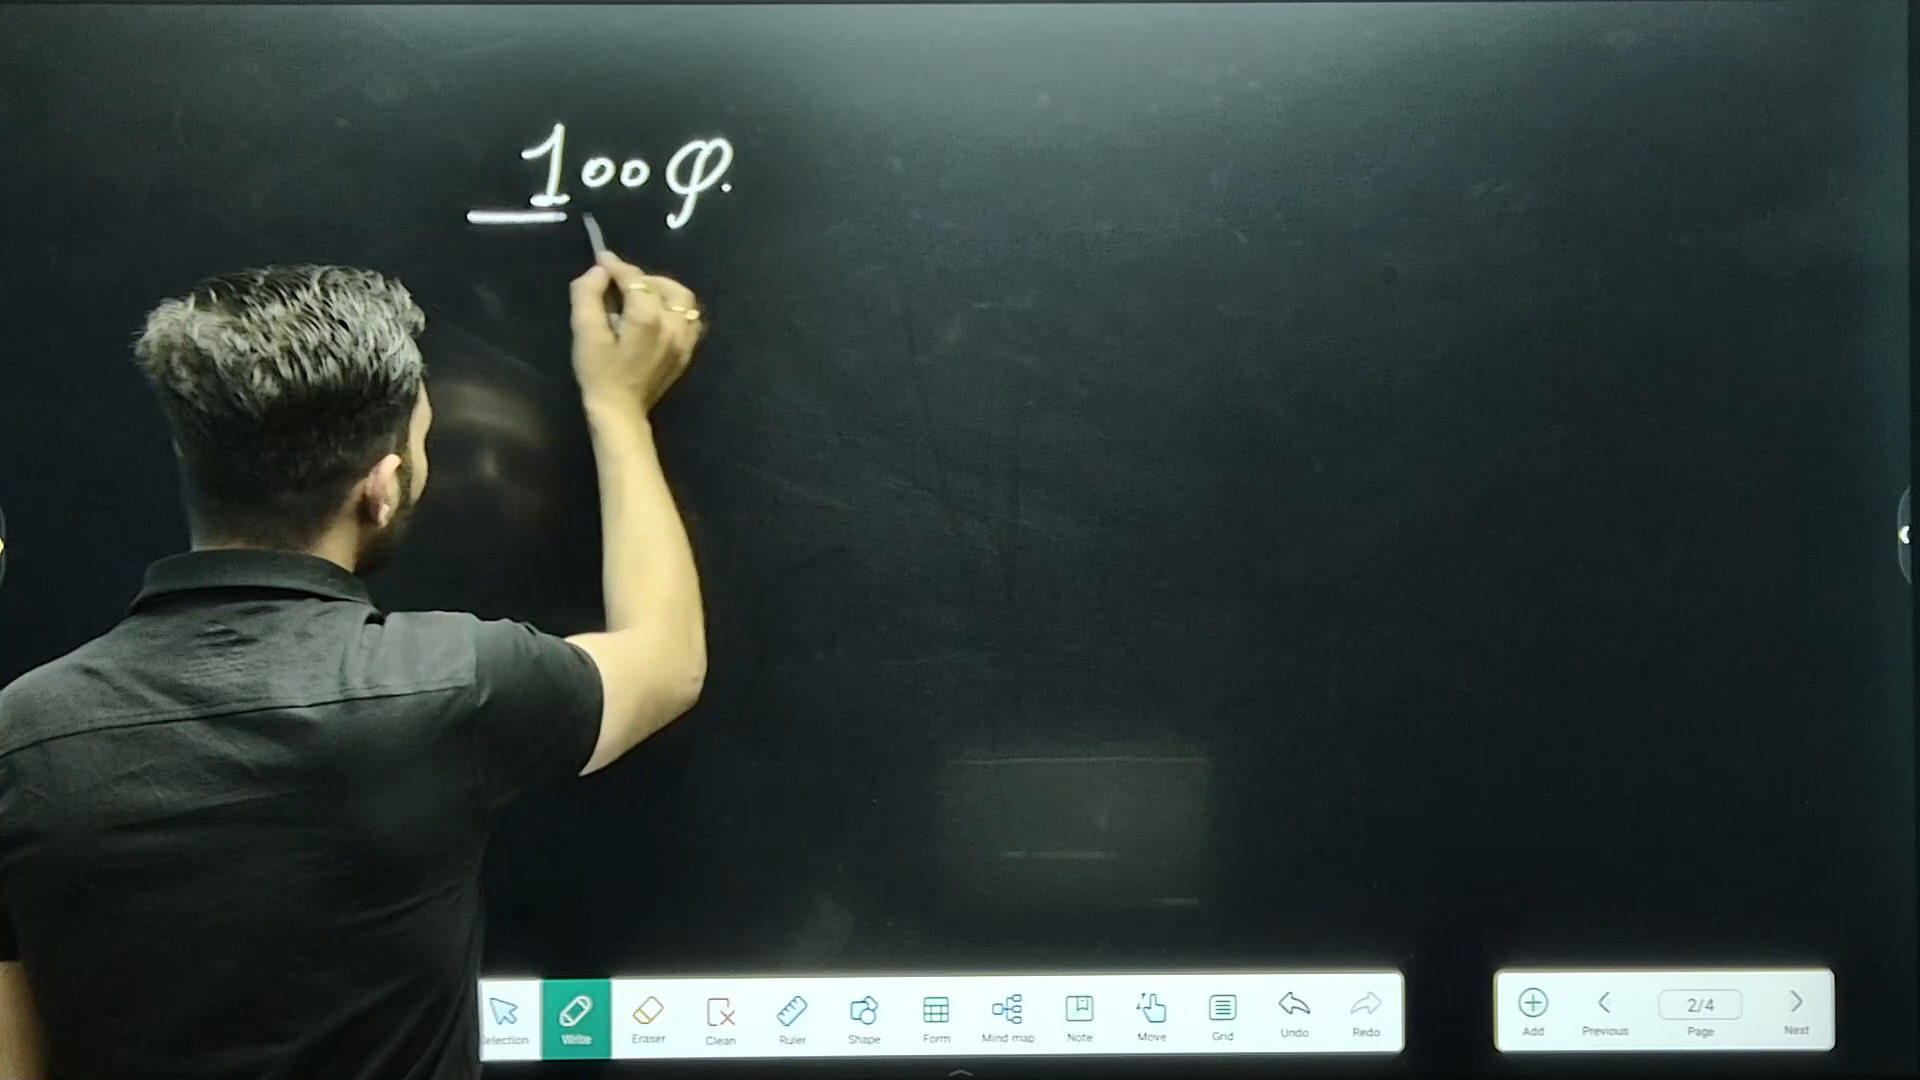 100 φ.
election Write Eraser Clean Ruler Shape Form Mind map Note Move Grid Undo Redo
Add Previous 2/4 Page Next